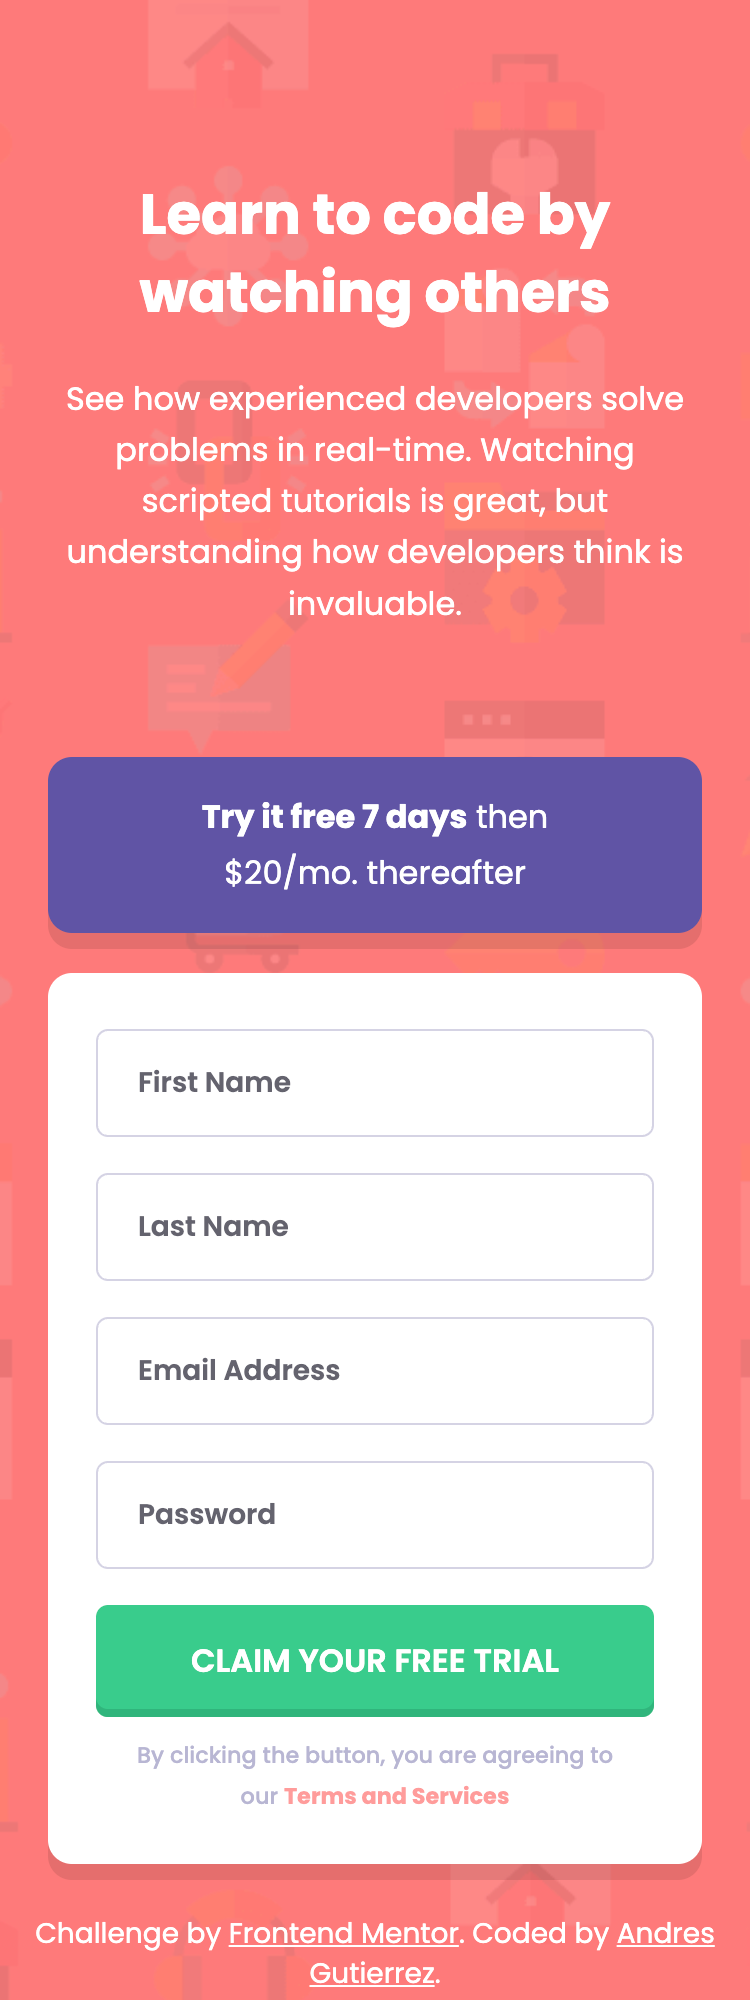 Learn to code by
watching others
See how experienced developers solve
problems in real-time. Watching
scripted tutorials is great, but
understanding how developers think is
invaluable.
Try it free 7 days then
$20/mo. thereafter
First Name
Last Name
Email Address
Password
CLAIM YOUR FREE TRIAL
By clicking the button, you are agreeing to
our Terms and Services
Challenge by Frontend Mentor. Coded by Andres
Gutierrez.